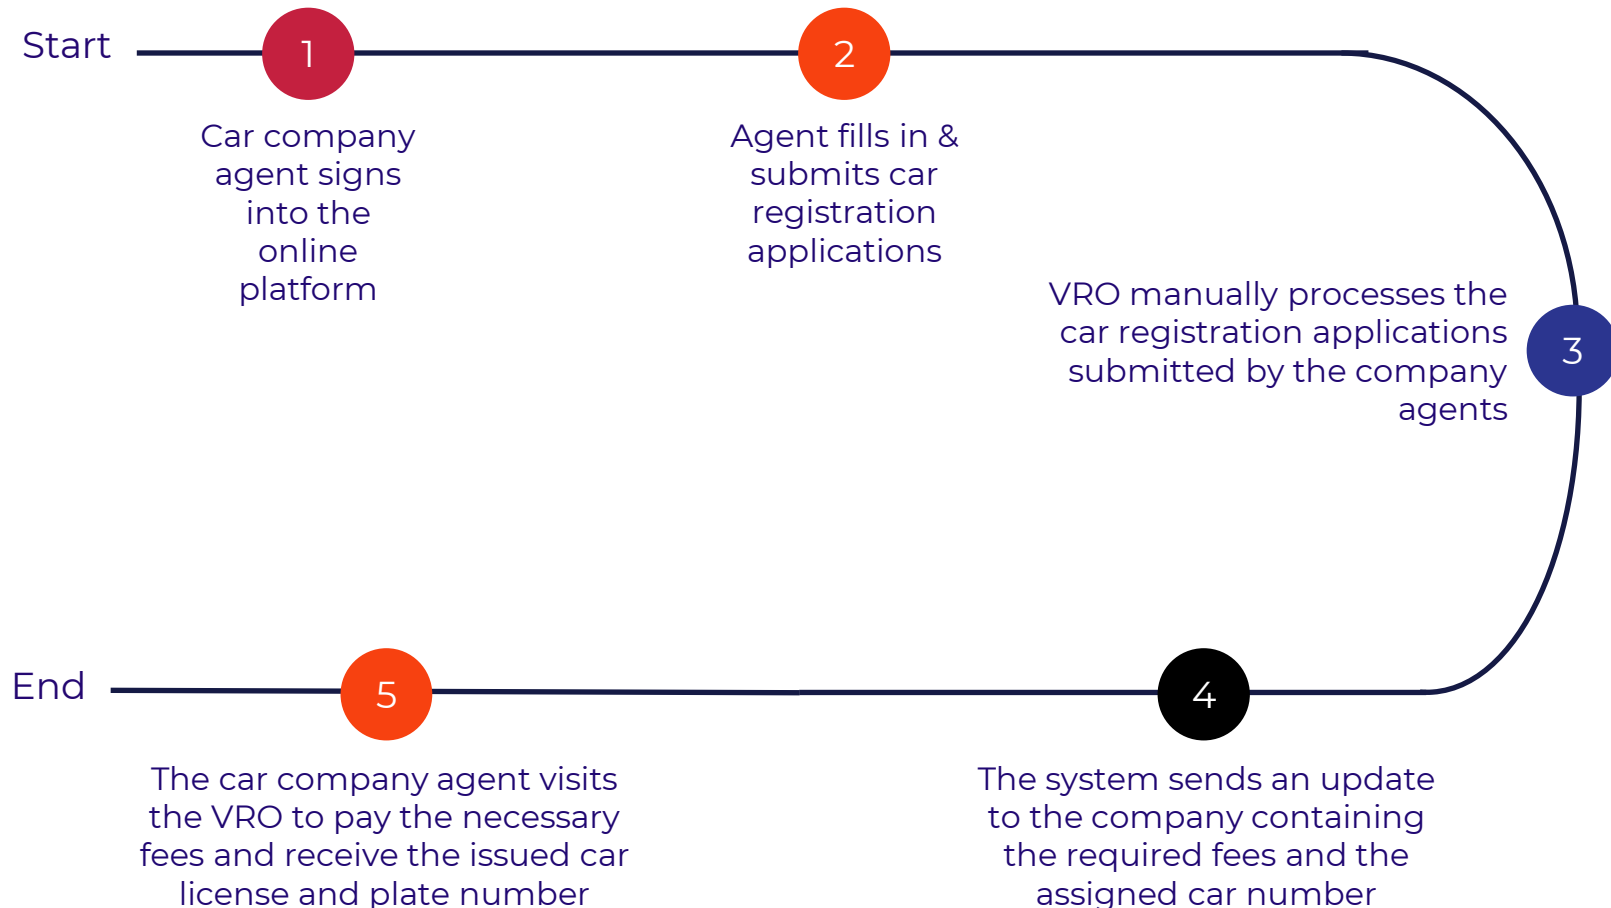 Start
1
2
Car company
agent signs
into the
online
platform
Agent fills in &
submits car
registration
applications
VRO manually processes the
car registration applications
submitted by the company
agents
3
End
5
4
The car company agent visits
the VRO to pay the necessary
fees and receive the issued car
license and plate number
The system sends an update
to the company containing
the required fees and the
assigned car number